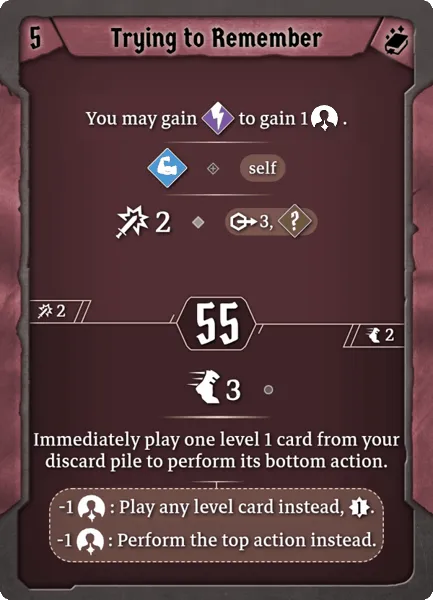 5
Trying to Remember
You may gain to gain 1 .
self
2
3, ?
2
55
2
3
Immediately play one level 1 card from your
discard pile to perform its bottom action.
-1 : Play any level card instead, 1.
-1 : Perform the top action instead.